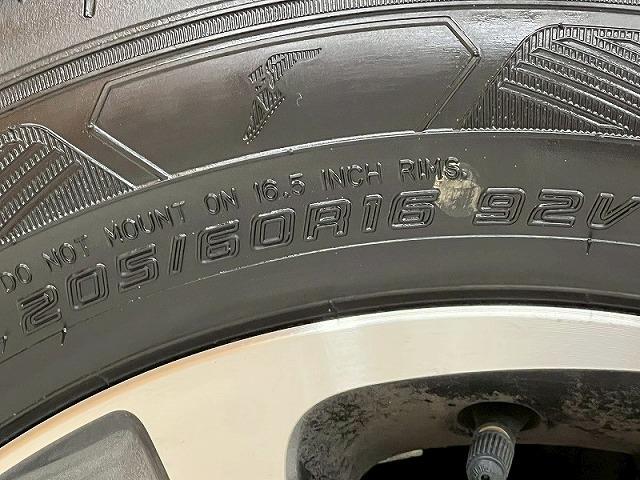 DO NOT MOUNT ON 16.5 INCH RIMS.
205/60R16 92V